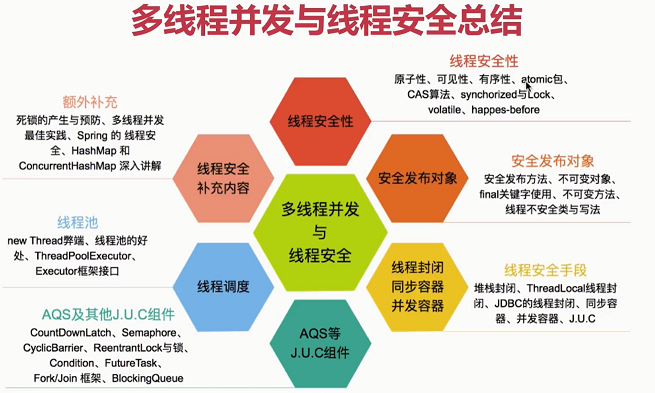 多线程并发与线程安全总结
线程安全性
原子性、可见性、有序性、atomic包、
CAS算法、synchorized与Lock、
volatile、happes-before
额外补充
死锁的产生与预防、多线程并发
最佳实践、Spring 的 线程安
全、HashMap 和
ConcurrentHashMap 深入讲解
线程安全性
线程安全
补充内容
安全发布对象
安全发布对象
安全发布方法、不可变对象、
final关键字使用、不可变方法、
线程不安全类与写法
多线程并发
与
线程安全
线程池
new Thread弊端、线程池的好
处、ThreadPoolExecutor、
Executor框架接口
线程调度
线程封闭
同步容器
并发容器
线程安全手段
堆栈封闭、ThreadLocal线程封
闭、JDBC的线程封闭、同步容
器、并发容器、J.U.C
AQS及其他J.U.C组件
CountDownLatch、Semaphore、
CyclicBarrier、ReentrantLock与锁、
Condition、FutureTask、
Fork/Join 框架、BlockingQueue
AQS等
J.U.C组件